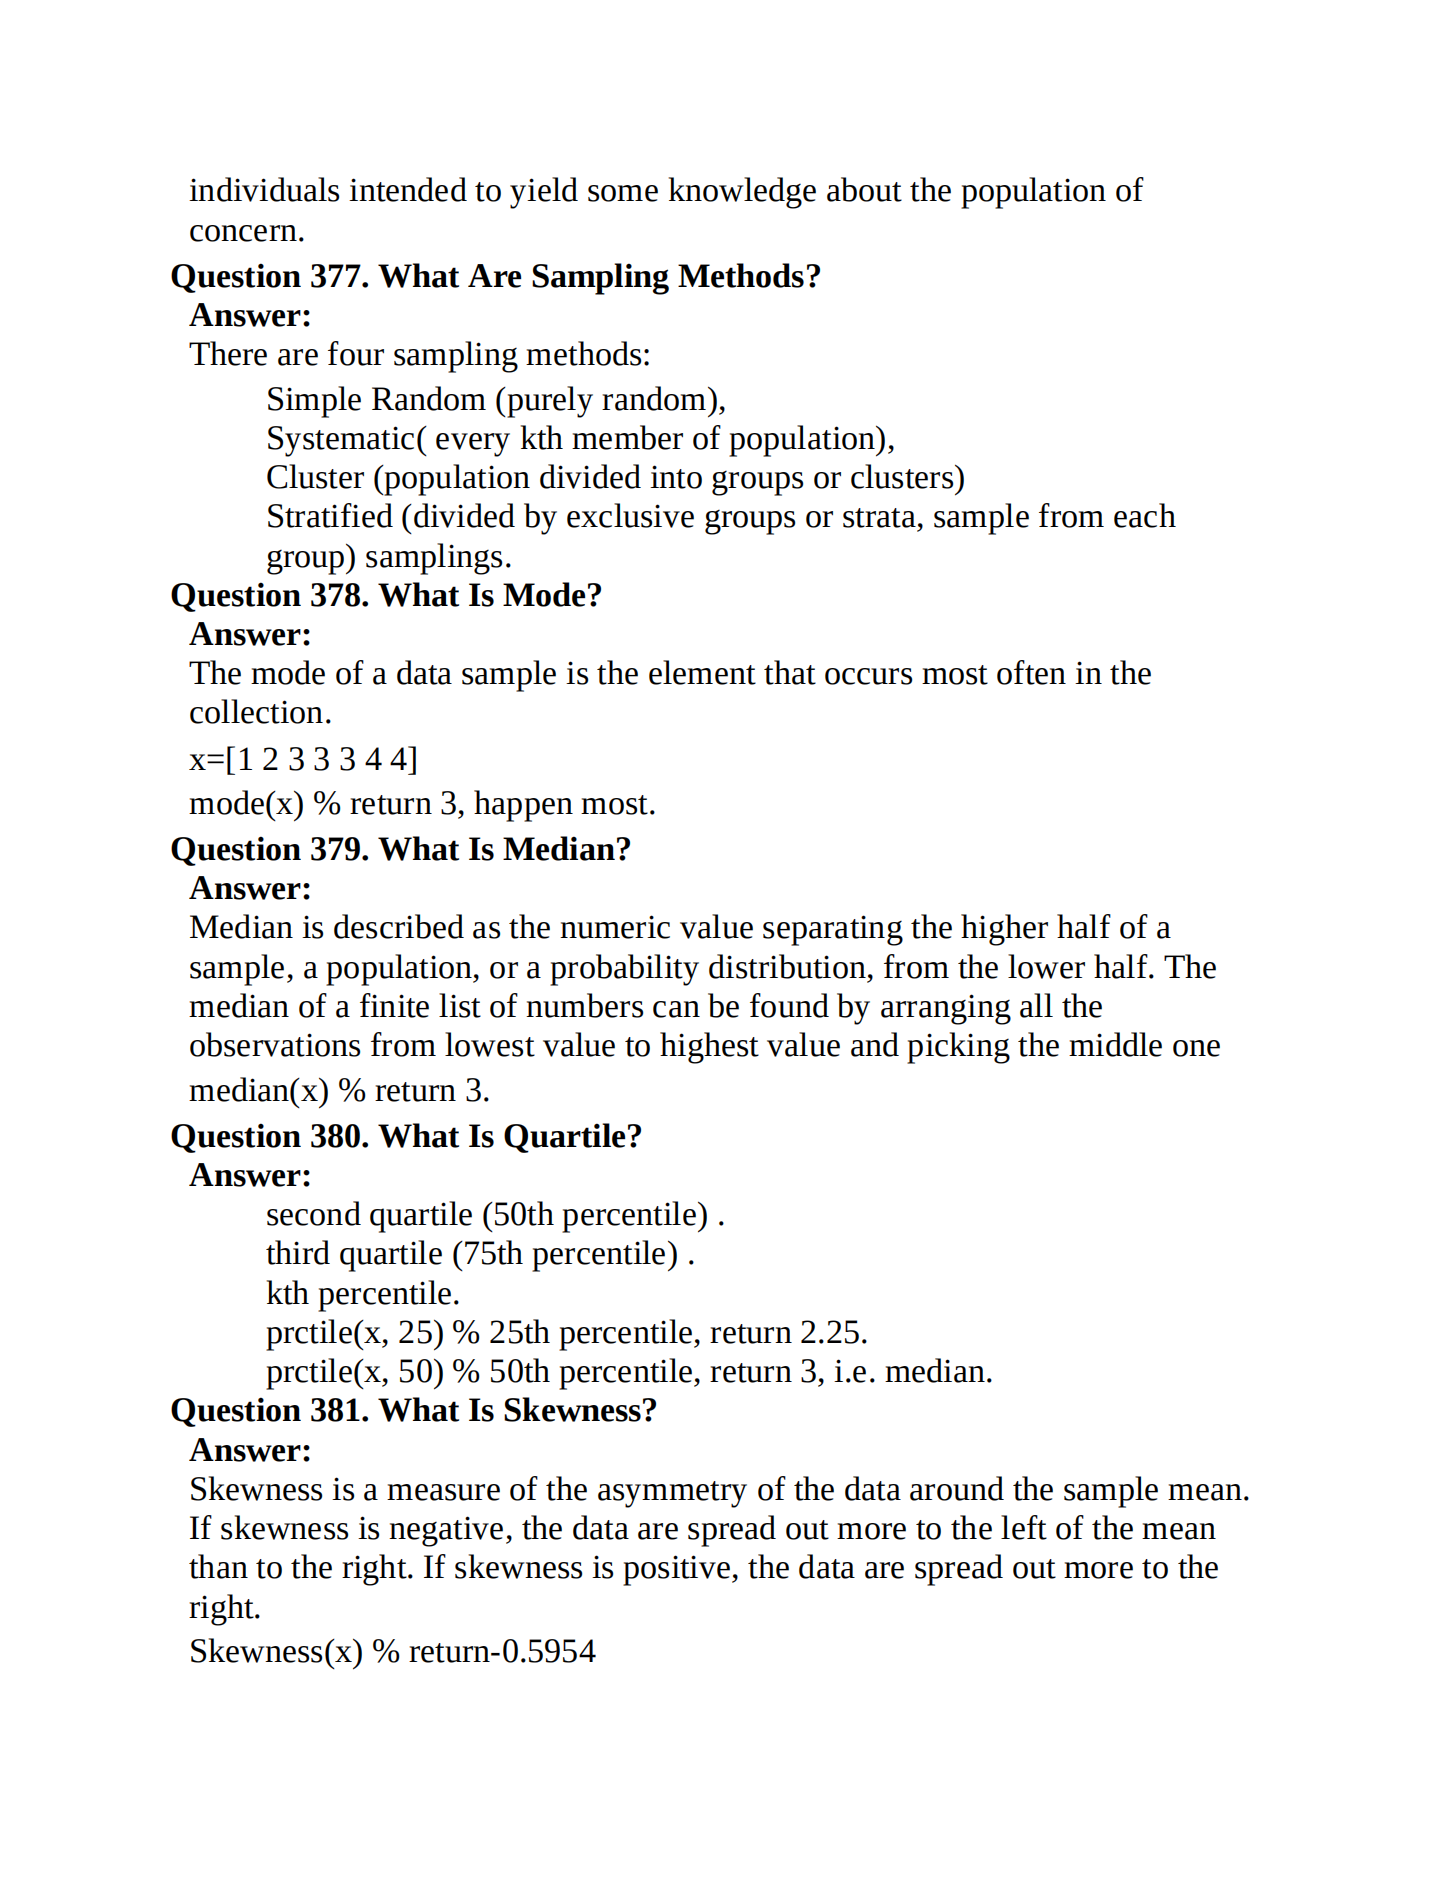 individuals intended to yield some knowledge about the population of
concern.
Question 377. What Are Sampling Methods?
Answer:
There are four sampling methods:
Simple Random (purely random),
Systematic( every kth member of population),
Cluster (population divided into groups or clusters)
Stratified (divided by exclusive groups or strata, sample from each
group) samplings.
Question 378. What Is Mode?
Answer:
The mode of a data sample is the element that occurs most often in the
collection.
x=[1 2 3 3 3 4 4]
mode(x) % return 3, happen most.
Question 379. What Is Median?
Answer:
Median is described as the numeric value separating the higher half of a
sample, a population, or a probability distribution, from the lower half. The
median of a finite list of numbers can be found by arranging all the
observations from lowest value to highest value and picking the middle one
median(x) % return 3.
Question 380. What Is Quartile?
Answer:
second quartile (50th percentile) .
third quartile (75th percentile) .
kth percentile.
prctile(x, 25) % 25th percentile, return 2.25.
prctile(x, 50) % 50th percentile, return 3, i.e. median.
Question 381. What Is Skewness?
Answer:
Skewness is a measure of the asymmetry of the data around the sample mean.
If skewness is negative, the data are spread out more to the left of the mean
than to the right. If skewness is positive, the data are spread out more to the
right.
Skewness(x) % return-0.5954